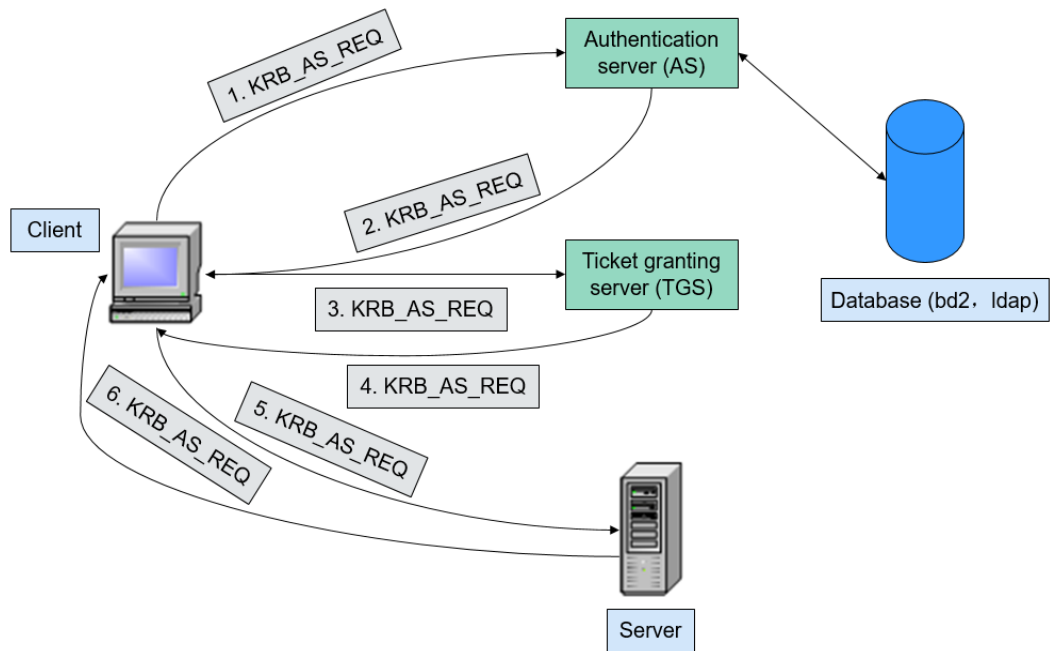 1. KRB_AS_REQ
Authentication
server (AS)
2. KRB_AS_REQ
Client
Ticket granting
server (TGS)
3. KRB_AS_REQ
Database (bd2，ldap)
4. KRB_AS_REQ
6. KRB_AS_REQ
5. KRB_AS_REQ
Server